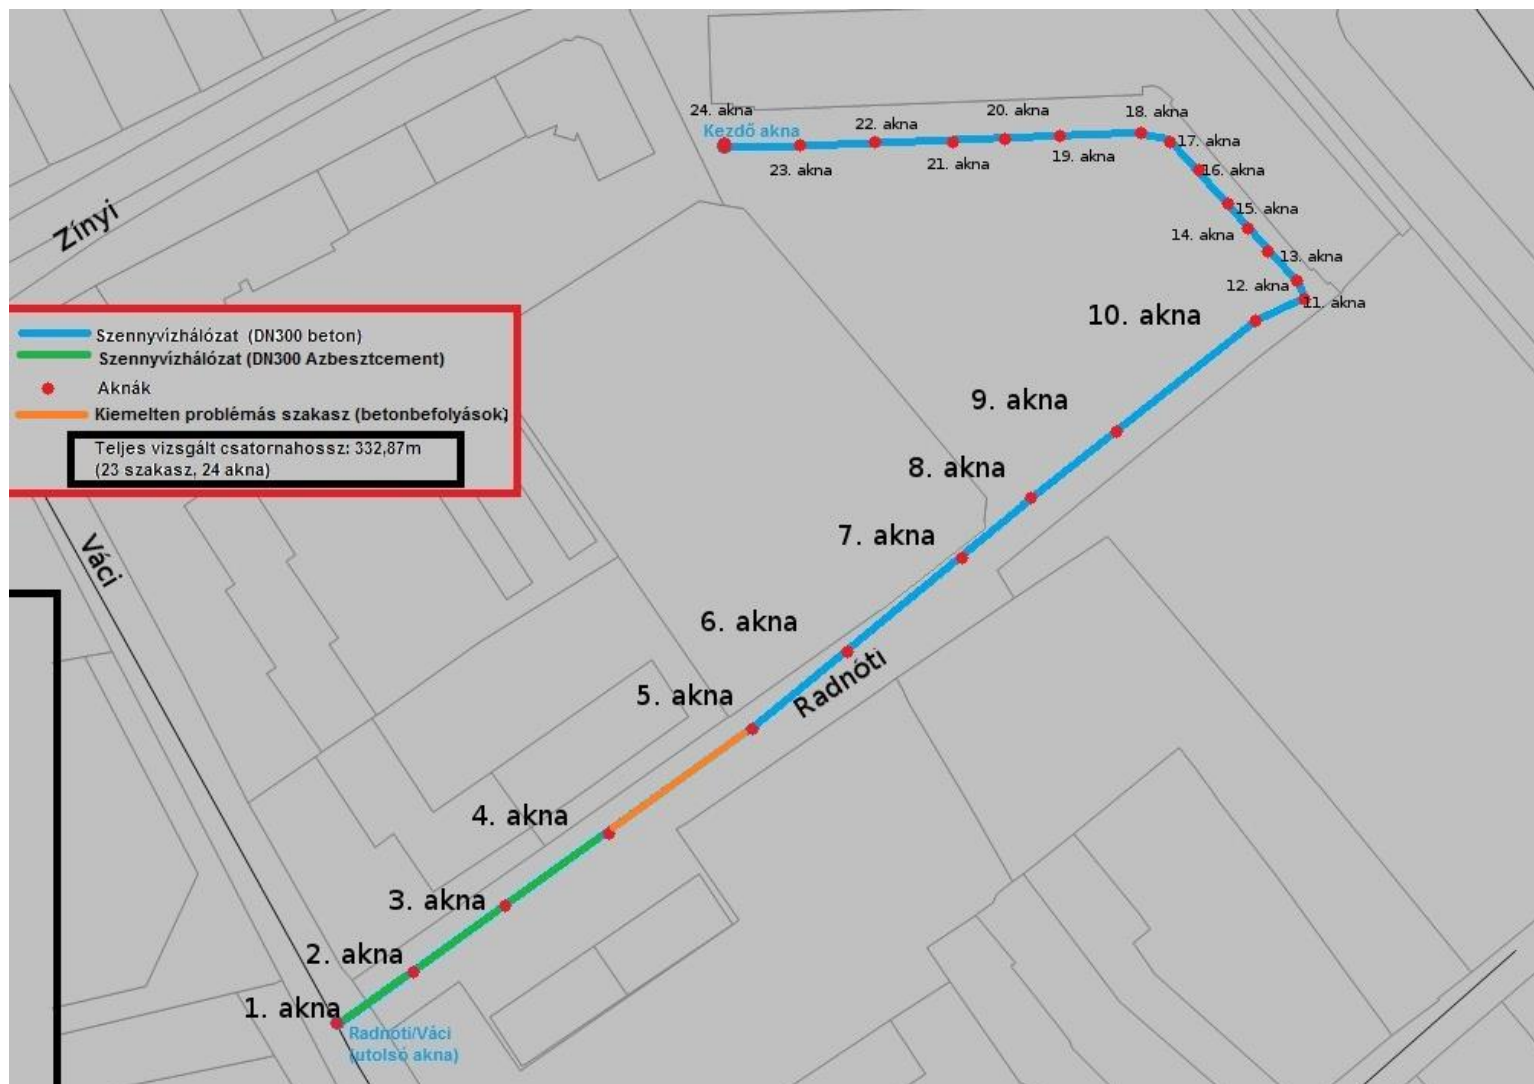 24. akna
Kezdő akna
23. akna
22. akna
21. akna
20. akna
19. akna
18. akna
17. akna
16. akna
15. akna
14. akna
13. akna
12. akna
11. akna
10. akna
Zínyi
Szennyvízhálózat (DN300 beton)
Szennyvízhálózat (DN300 Azbesztcement)
Aknák
Kiemelten problémás szakasz (betonbefolyások)
Teljes vizsgált csatornahossz: 332,87m
(23 szakasz, 24 akna)
9. akna
8. akna
7. akna
Váci
6. akna
Radnóti
5. akna
4. akna
3. akna
2. akna
1. akna
Radnóti/Váci
(utolsó akna)